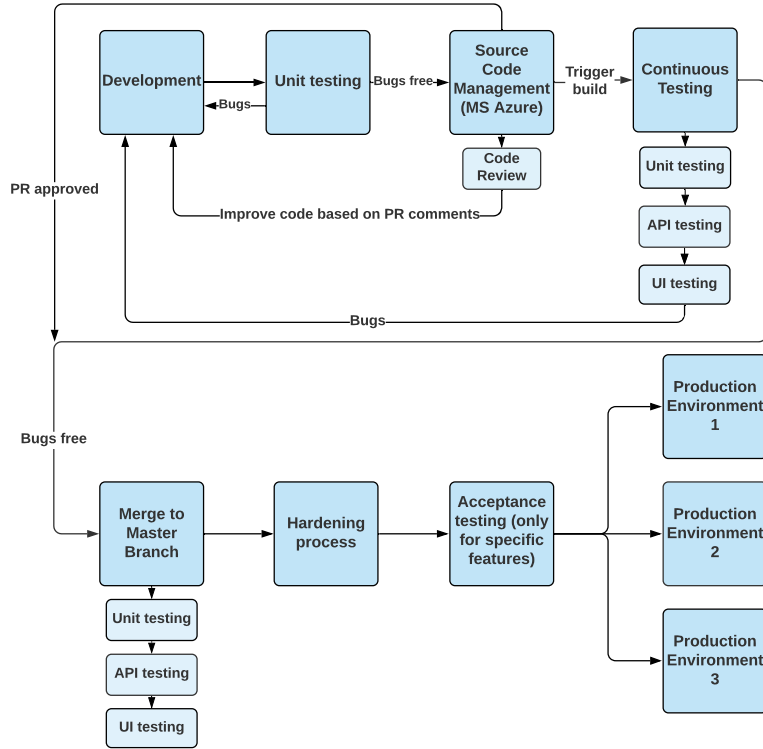 Development
Unit testing
Bugs free
Bugs
Source
Code
Management
(MS Azure)
Trigger
build
Continuous
Testing
Code
Review
Unit testing
API testing
UI testing
PR approved
Improve code based on PR comments
Bugs
Bugs free
Merge to
Master
Branch
Hardening
process
Acceptance
testing (only
for specific
features)
Production
Environment
1
Production
Environment
2
Production
Environment
3
Unit testing
API testing
UI testing